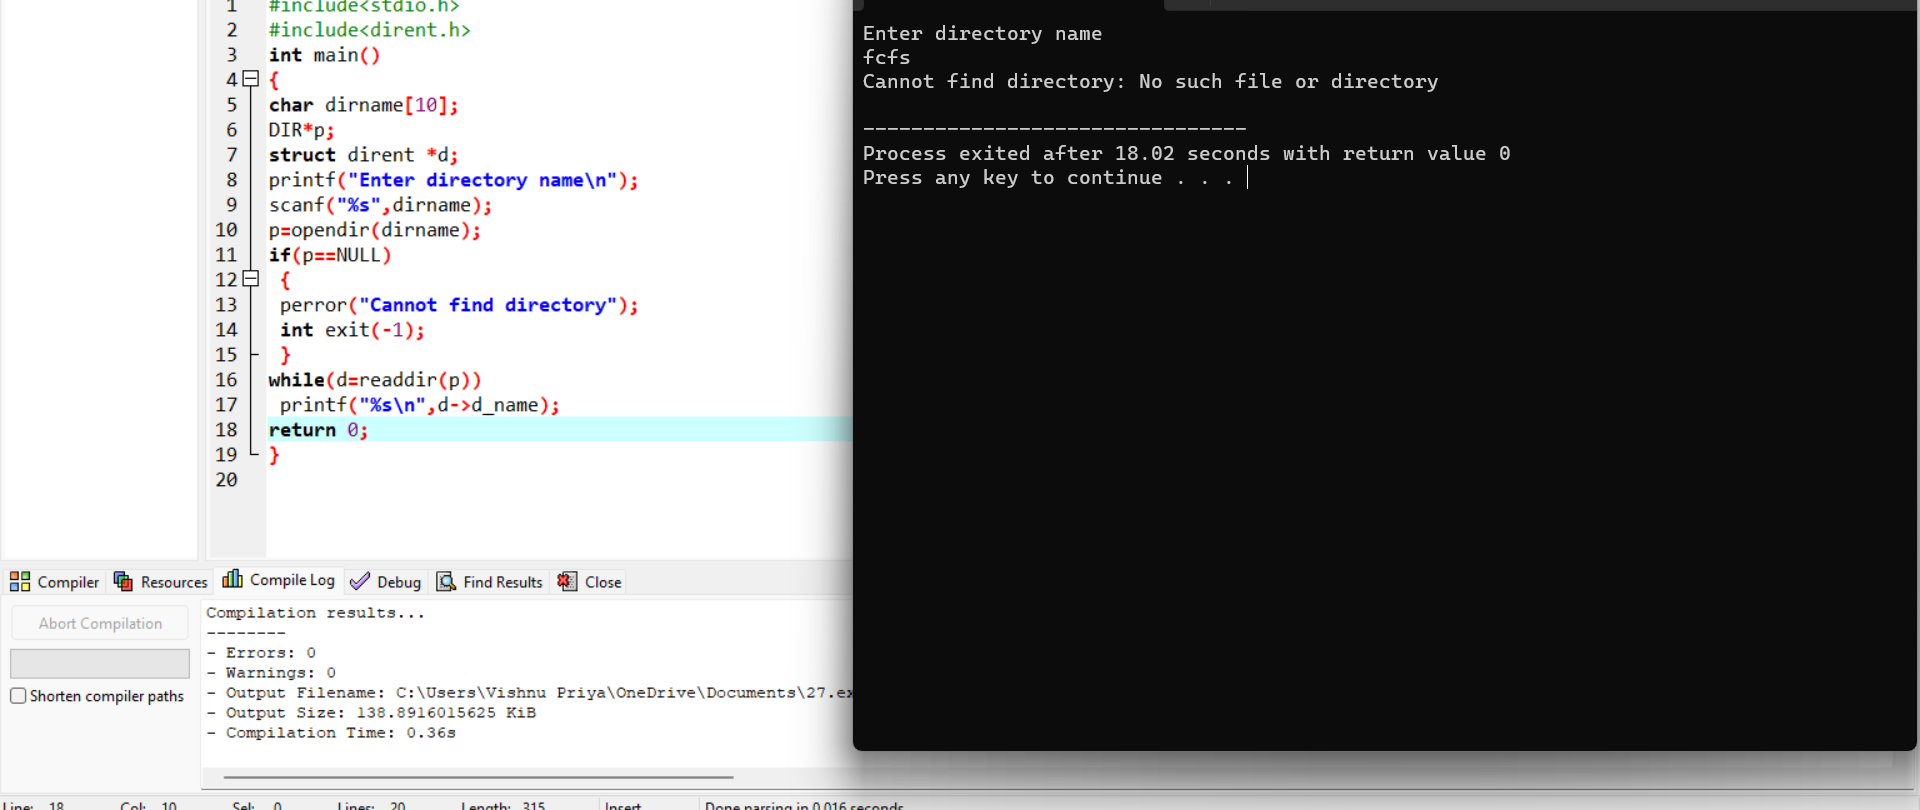 1 #include<stdio.h>
2 #include<dirent.h>
3 int main()
4 {
5 char dirname[10];
6 DIR*p;
7 struct dirent *d;
8 printf("Enter directory name\n");
9 scanf("%s",dirname);
10 p=opendir(dirname);
11 if(p==NULL)
12 {
13 perror("Cannot find directory");
14 int exit(-1);
15 }
16 while(d=readdir(p))
17 printf("%s\n",d->d_name);
18 return 0;
19 }
20
Enter directory name
fcfs
Cannot find directory: No such file or directory
--------------------------------
Process exited after 18.02 seconds with return value 0
Press any key to continue . . .
Compiler Resources Compile Log Debug Find Results Close
Abort Compilation
Shorten compiler paths
Compilation results...
--------
- Errors: 0
- Warnings: 0
- Output Filename: C:\Users\Vishnu Priya\OneDrive\Documents\27.ex
- Output Size: 138.8916015625 KiB
- Compilation Time: 0.36s
Line: 18 Col: 10 Sel: 0 Lines: 20 Length: 315 Insert Done parsing in 0.016 seconds